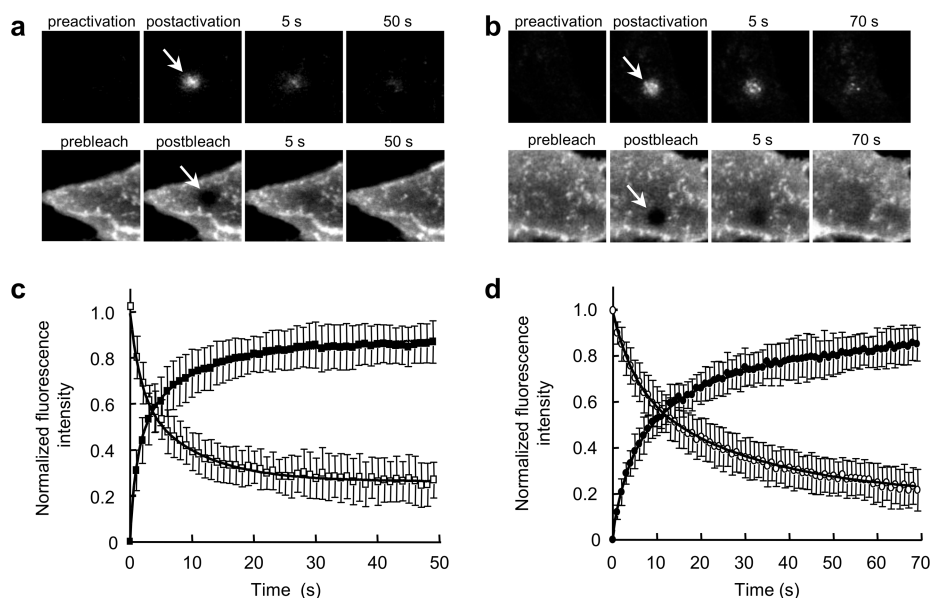 a
preactivation postactivation 5 s 50 s
prebleach postbleach 5 s 50 s
b
preactivation postactivation 5 s 70 s
prebleach postbleach 5 s 70 s
c
Normalized fluorescence
intensity
1.0
0.8
0.6
0.4
0.2
0
0 10 20 30 40 50
Time (s)
d
Normalized fluorescence
intensity
1.0
0.8
0.6
0.4
0.2
0
0 10 20 30 40 50 60 70
Time (s)